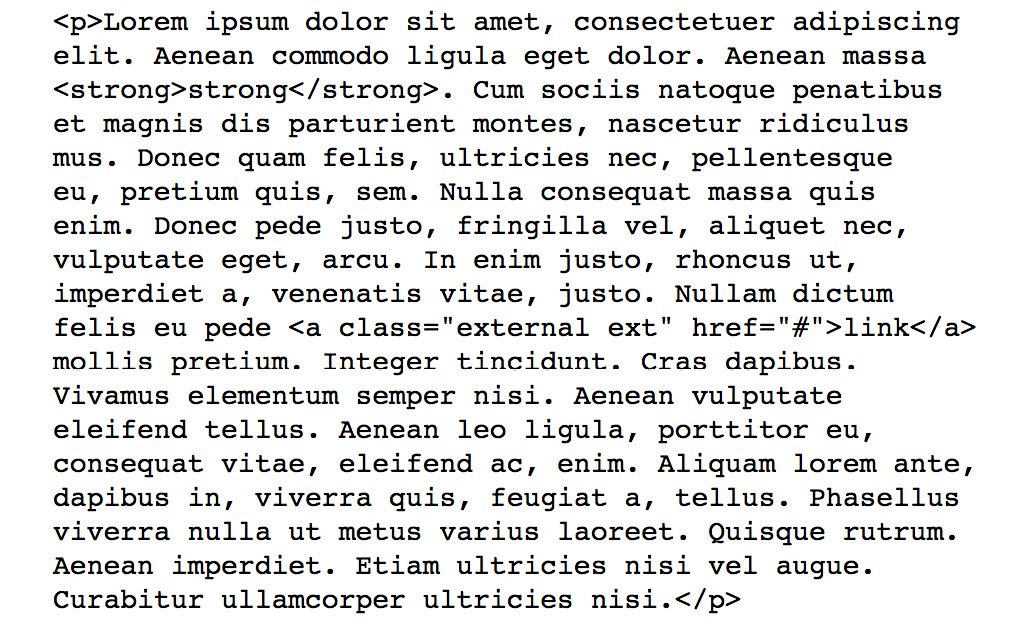 <p>Lorem ipsum dolor sit amet, consectetuer adipiscing
elit. Aenean commodo ligula eget dolor. Aenean massa
<strong>strong</strong>. Cum sociis natoque penatibus
et magnis dis parturient montes, nascetur ridiculus
mus. Donec quam felis, ultricies nec, pellentesque
eu, pretium quis, sem. Nulla consequat massa quis
enim. Donec pede justo, fringilla vel, aliquet nec,
vulputate eget, arcu. In enim justo, rhoncus ut,
imperdiet a, venenatis vitae, justo. Nullam dictum
felis eu pede <a class="external ext" href="#">link</a>
mollis pretium. Integer tincidunt. Cras dapibus.
Vivamus elementum semper nisi. Aenean vulputate
eleifend tellus. Aenean leo ligula, porttitor eu,
consequat vitae, eleifend ac, enim. Aliquam lorem ante,
dapibus in, viverra quis, feugiat a, tellus. Phasellus
viverra nulla ut metus varius laoreet. Quisque rutrum.
Aenean imperdiet. Etiam ultricies nisi vel augue.
Curabitur ullamcorper ultricies nisi.</p>